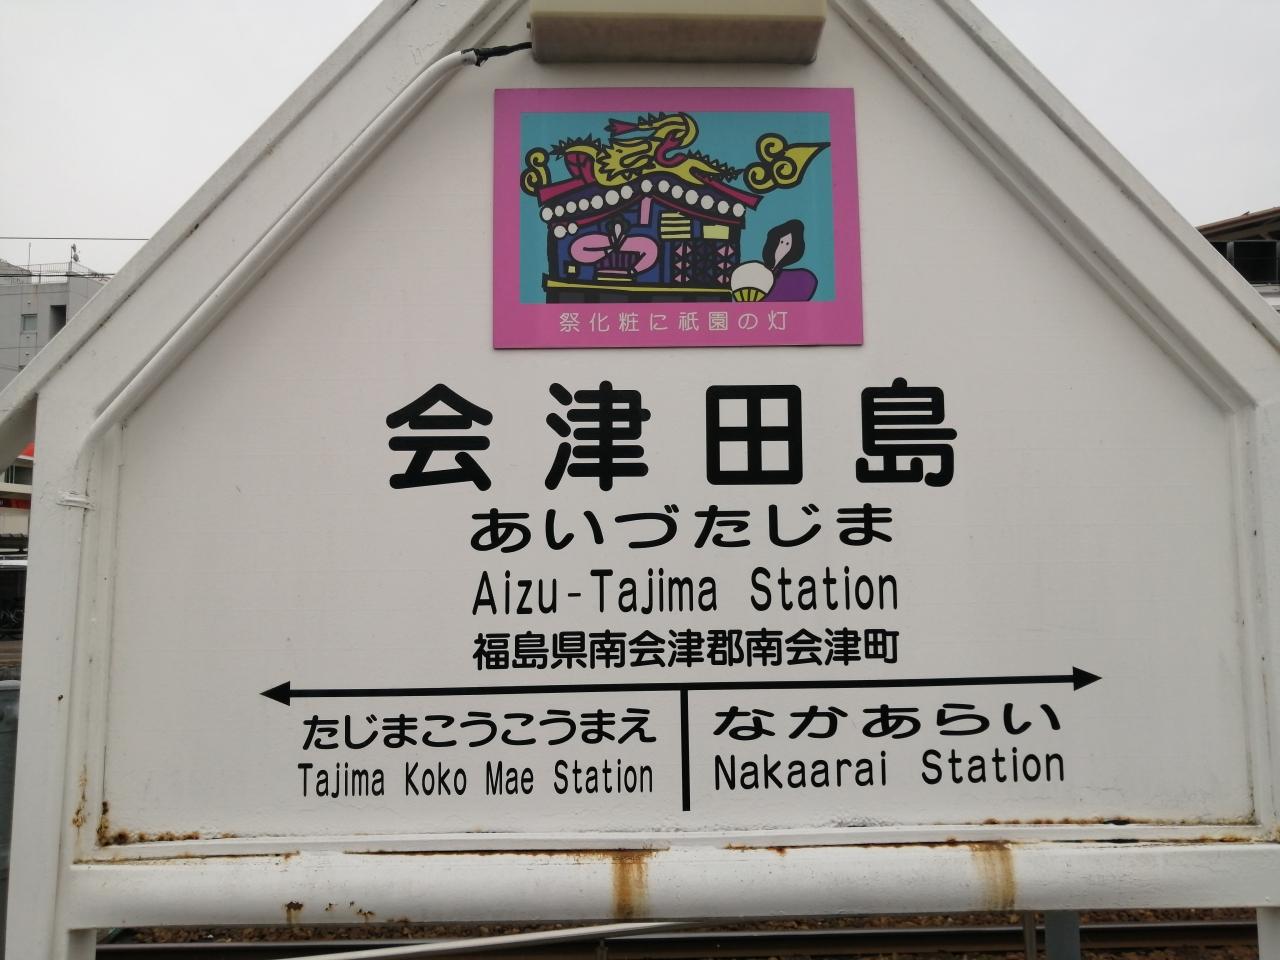 祭化粧に祇園の灯
会津田島
あいづたじま
Aizu-Tajima Station
福島県南会津郡南会津町
たじまこうこうまえ
Tajima Koko Mae Station
なかあらい
Nakaarai Station